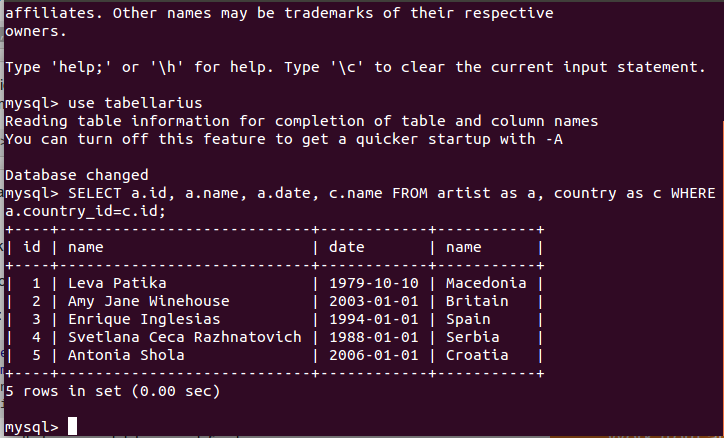 affiliates. Other names may be trademarks of their respective
owners.
Type 'help;' or '\h' for help. Type '\c' to clear the current input statement.
mysql> use tabellarius
Reading table information for completion of table and column names
You can turn off this feature to get a quicker startup with -A
Database changed
mysql> SELECT a.id, a.name, a.date, c.name FROM artist as a, country as c WHERE
a.country_id=c.id;
+----+----------------------------+------------+-----------+
| id | name                       | date       | name      |
+----+----------------------------+------------+-----------+
|  1 | Leva Patika                | 1979-10-10 | Macedonia |
|  2 | Amy Jane Winehouse         | 2003-01-01 | Britain   |
|  3 | Enrique Inglesias          | 1994-01-01 | Spain     |
|  4 | Svetlana Ceca Razhnatovich | 1988-01-01 | Serbia    |
|  5 | Antonia Shola              | 2006-01-01 | Croatia   |
+----+----------------------------+------------+-----------+
5 rows in set (0.00 sec)
mysql>